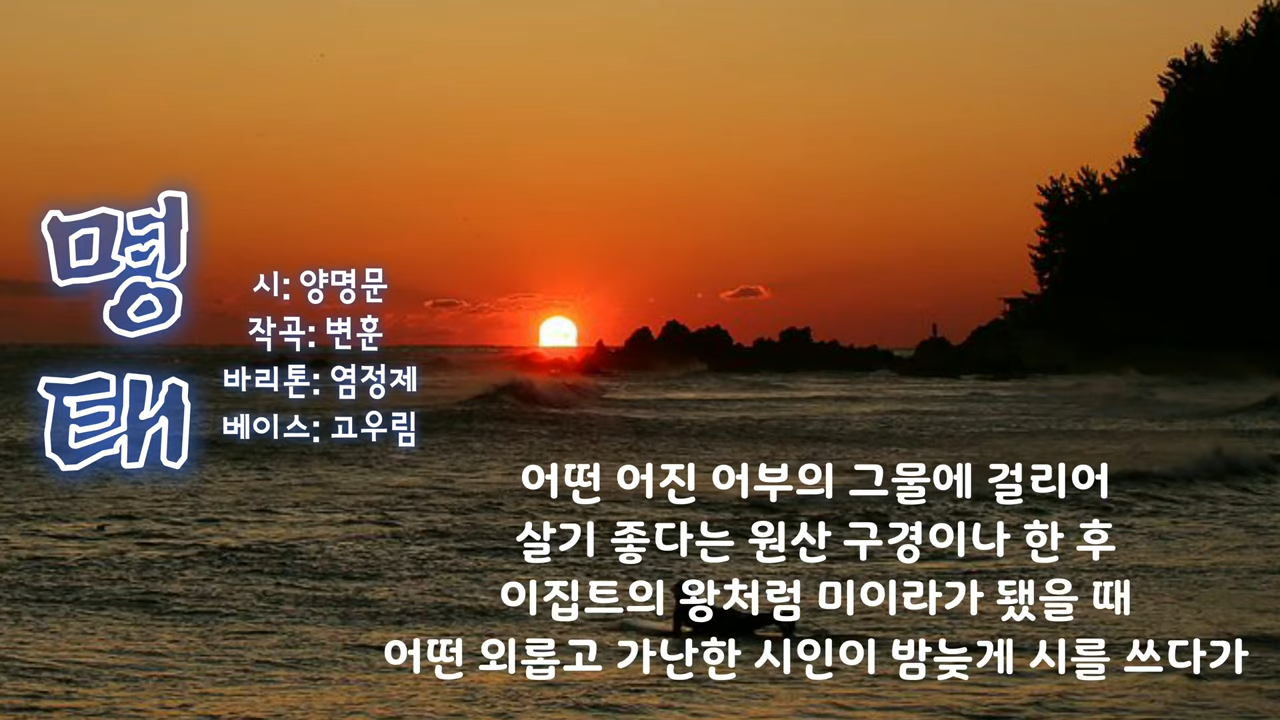 명태
시: 양명문
작곡: 변훈
바리톤: 염정제
베이스: 고우림
어떤 어진 어부의 그물에 걸리어
살기 좋다는 원산 구경이나 한 후
이집트의 왕처럼 미이라가 됐을 때
어떤 외롭고 가난한 시인이 밤늦게 시를 쓰다가